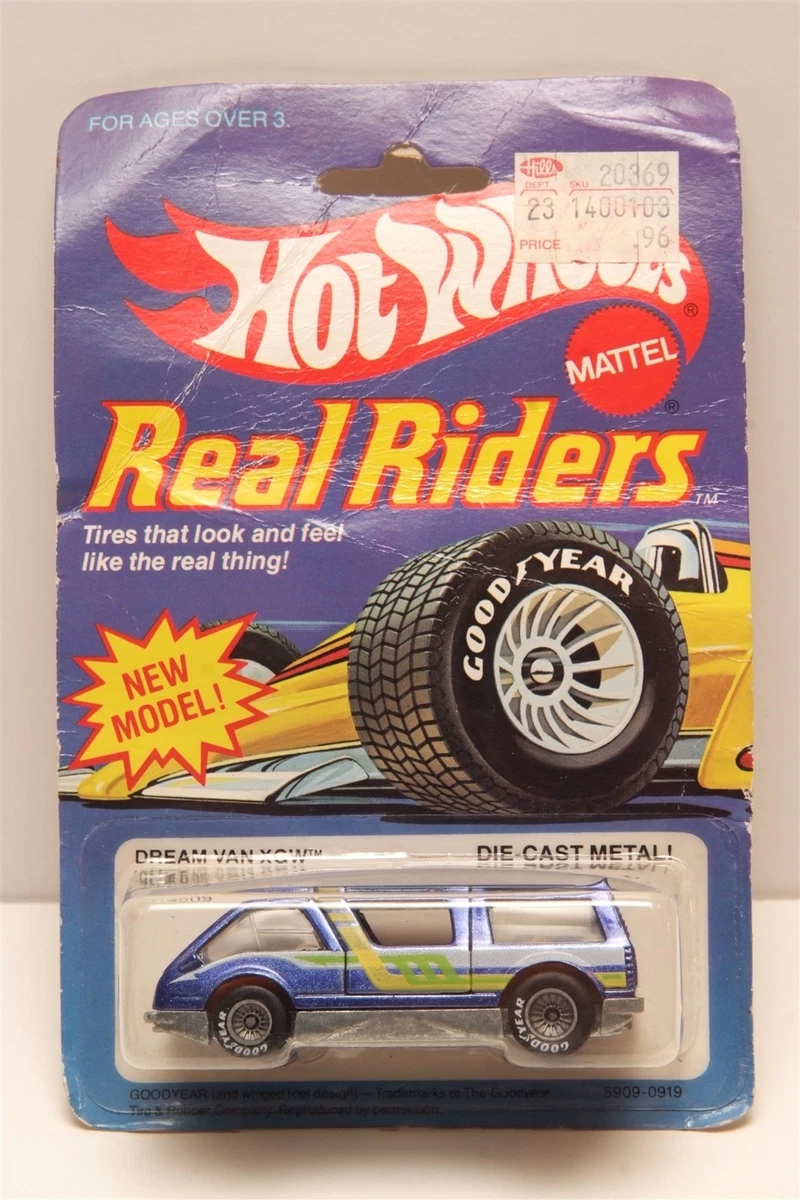 FOR AGES OVER 3.
Hills
DEPT SKU 20369
23 1400103
PRICE .96
HOT WHEELS ®
MATTEL ®
Real Riders ™
Tires that look and feel
like the real thing!
GOODYEAR
NEW
MODEL!
DREAM VAN XGW™ DIE-CAST METAL!
GOODYEAR GOODYEAR
GOODYEAR (and winged foot design) — Trademarks of The Goodyear 5909-0919
Tire & Rubber Company. Reproduced by permission.